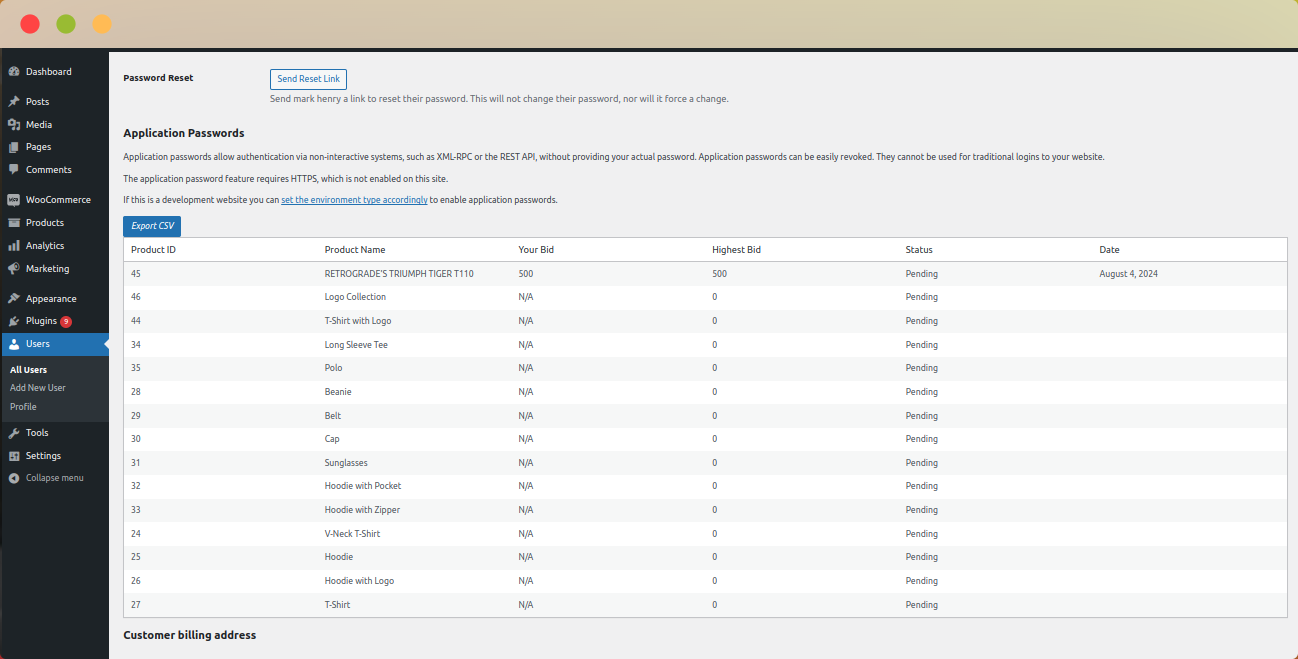 Dashboard
Posts
Media
Pages
Comments
WooCommerce
Products
Analytics
Marketing
Appearance
Plugins 9
Users
All Users
Add New User
Profile
Tools
Settings
Collapse menu
Password Reset
Send Reset Link
Send mark henry a link to reset their password. This will not change their password, nor will it force a change.
Application Passwords
Application passwords allow authentication via non-interactive systems, such as XML-RPC or the REST API, without providing your actual password. Application passwords can be easily revoked. They cannot be used for traditional logins to your website.
The application password feature requires HTTPS, which is not enabled on this site.
If this is a development website you can set the environment type accordingly to enable application passwords.
Export CSV
Product ID Product Name Your Bid Highest Bid Status Date
45 RETROGRADE'S TRIUMPH TIGER T110 500 500 Pending August 4, 2024
46 Logo Collection N/A 0 Pending
44 T-Shirt with Logo N/A 0 Pending
34 Long Sleeve Tee N/A 0 Pending
35 Polo N/A 0 Pending
28 Beanie N/A 0 Pending
29 Belt N/A 0 Pending
30 Cap N/A 0 Pending
31 Sunglasses N/A 0 Pending
32 Hoodie with Pocket N/A 0 Pending
33 Hoodie with Zipper N/A 0 Pending
24 V-Neck T-Shirt N/A 0 Pending
25 Hoodie N/A 0 Pending
26 Hoodie with Logo N/A 0 Pending
27 T-Shirt N/A 0 Pending
Customer billing address